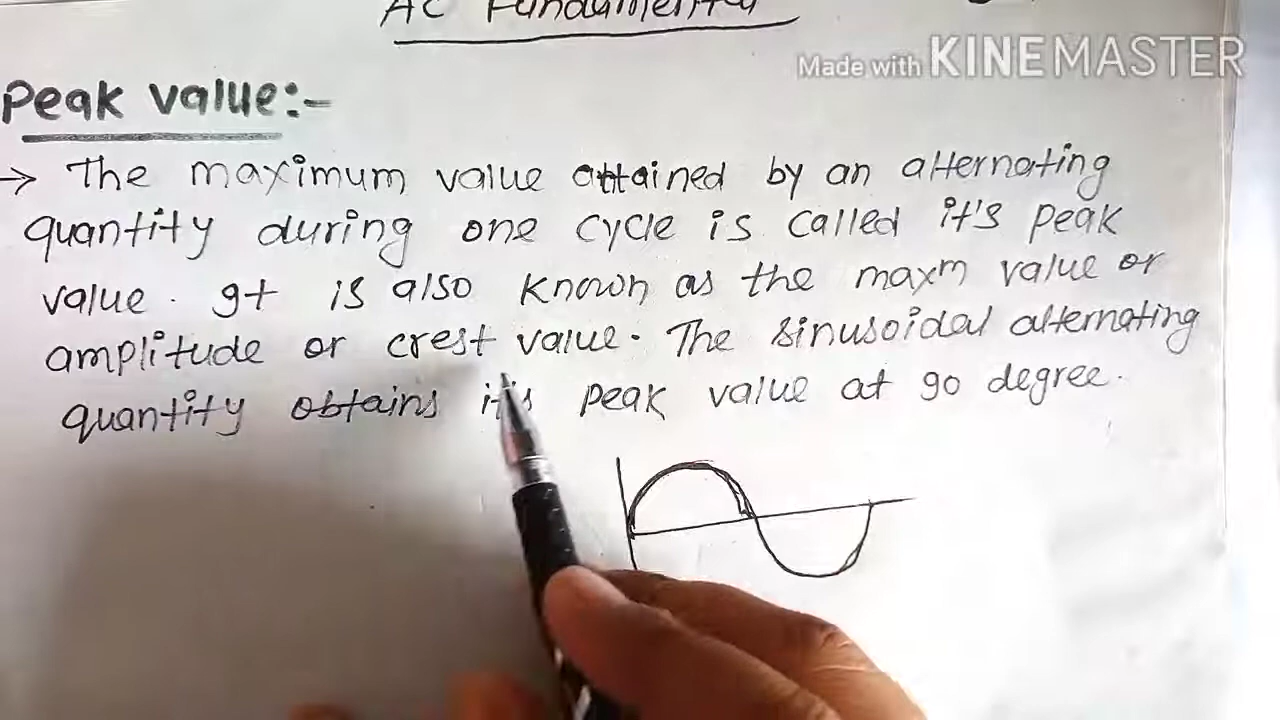 AC Fundamental
Made with KINEMASTER
Peak value:-
→ The maximum value attained by an alternating
quantity during one cycle is called it's peak
value. It is also known as the maxm value or
amplitude or crest value. The sinusoidal alternating
quantity obtains it's peak value at 90 degree.